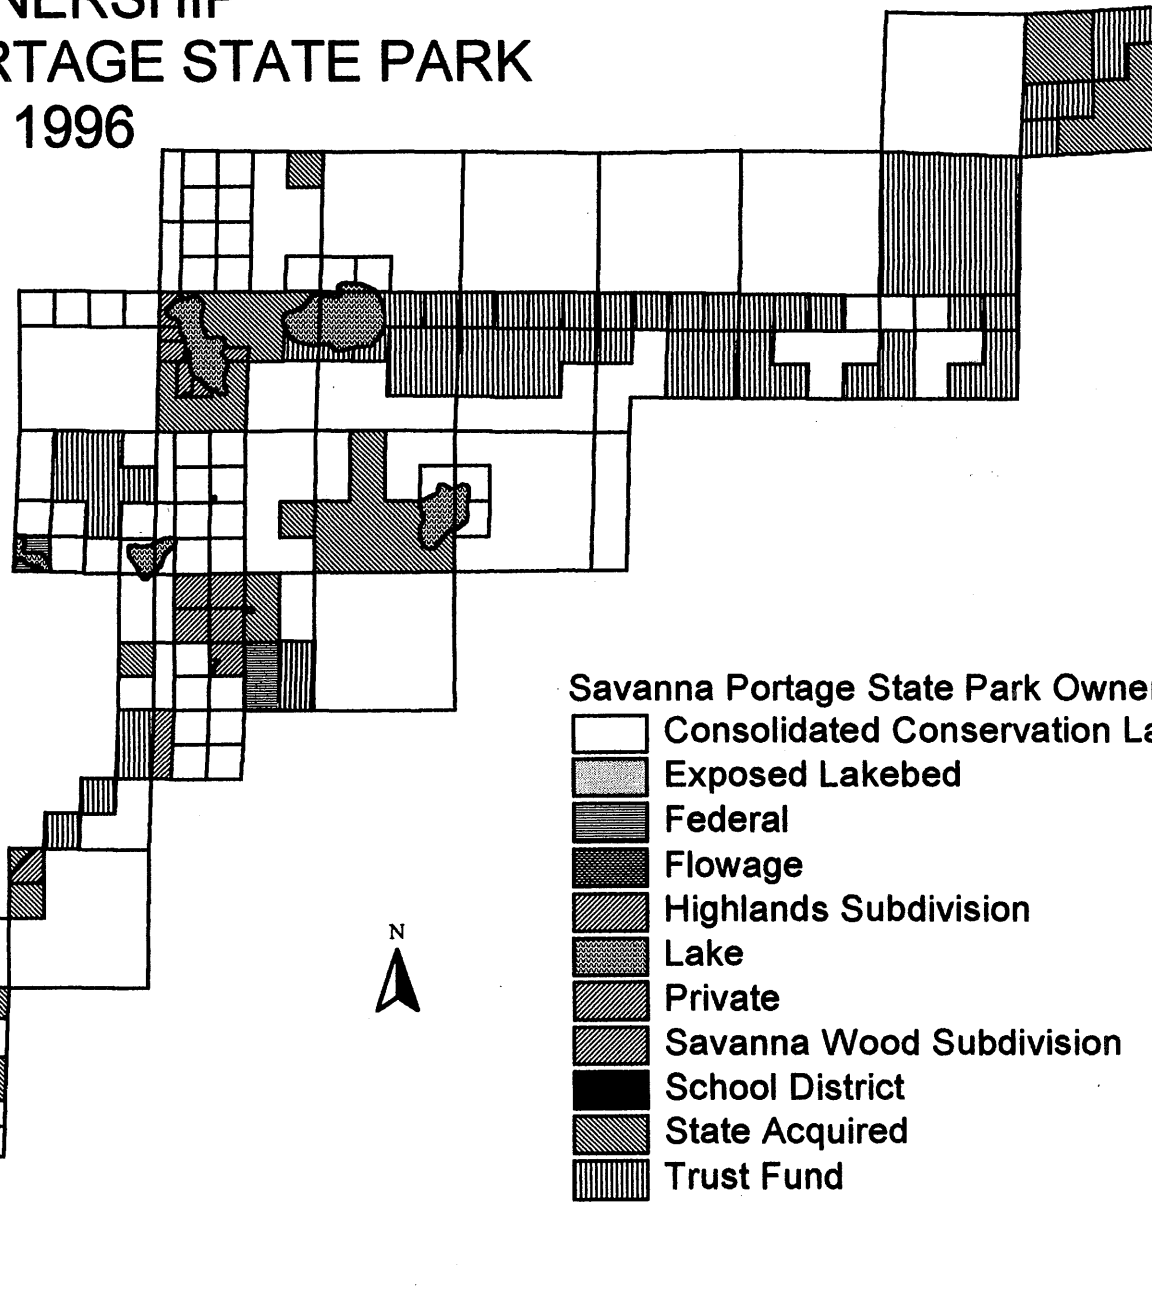 NERSHIP
RTAGE STATE PARK
1996
N
Savanna Portage State Park Owner
Consolidated Conservation La
Exposed Lakebed
Federal
Flowage
Highlands Subdivision
Lake
Private
Savanna Wood Subdivision
School District
State Acquired
Trust Fund